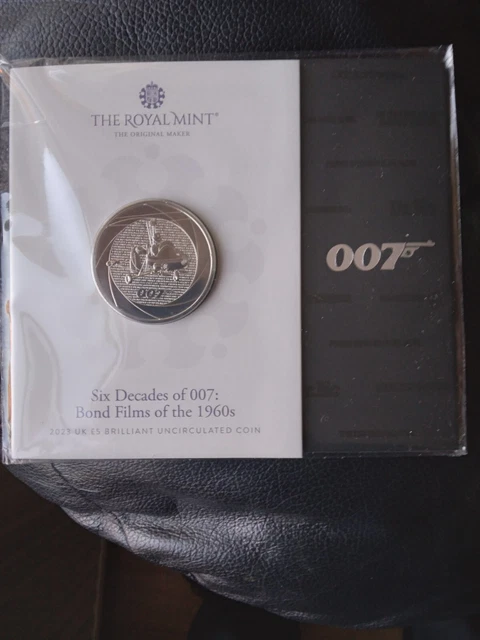 THE ROYAL MINT®
THE ORIGINAL MAKER
007
007
Six Decades of 007:
Bond Films of the 1960s
2023 UK £5 BRILLIANT UNCIRCULATED COIN